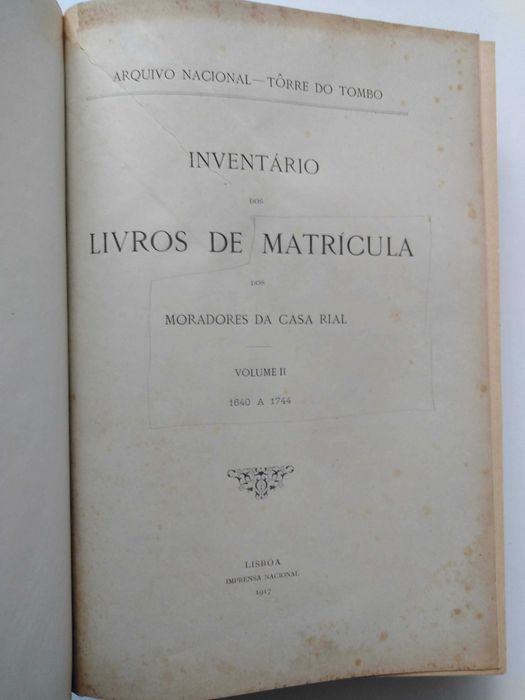 ARQUIVO NACIONAL—TÔRRE DO TOMBO
INVENTÁRIO
DOS
LIVROS DE MATRÍCULA
DOS
MORADORES DA CASA RIAL
VOLUME II
1640 A 1744
LISBÔA
IMPRENSA NACIONAL
1917